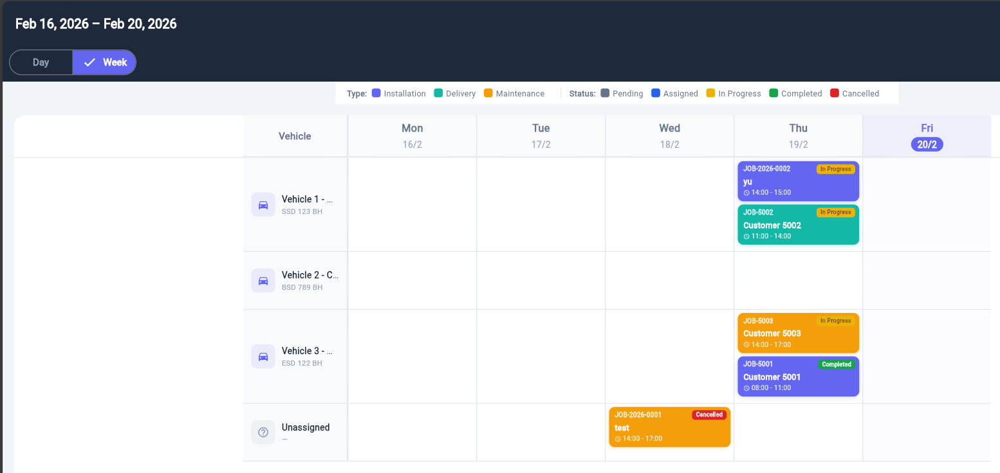 Feb 16, 2026 – Feb 20, 2026
Day Week
Type: Installation Delivery Maintenance Status: Pending Assigned In Progress Completed Cancelled
Vehicle Mon Tue Wed Thu Fri
16/2 17/2 18/2 19/2 20/2
Vehicle 1 - ...
SSD 123 BH
JOB-2026-0002 In Progress
yu
14:00 - 15:00
JOB-5002 In Progress
Customer 5002
11:00 - 14:00
Vehicle 2 - C...
BSD 789 BH
Vehicle 3 - ...
ESD 122 BH
JOB-5003 In Progress
Customer 5003
14:00 - 17:00
JOB-5001 Completed
Customer 5001
08:00 - 11:00
Unassigned
—
JOB-2026-0001 Cancelled
test
14:00 - 17:00